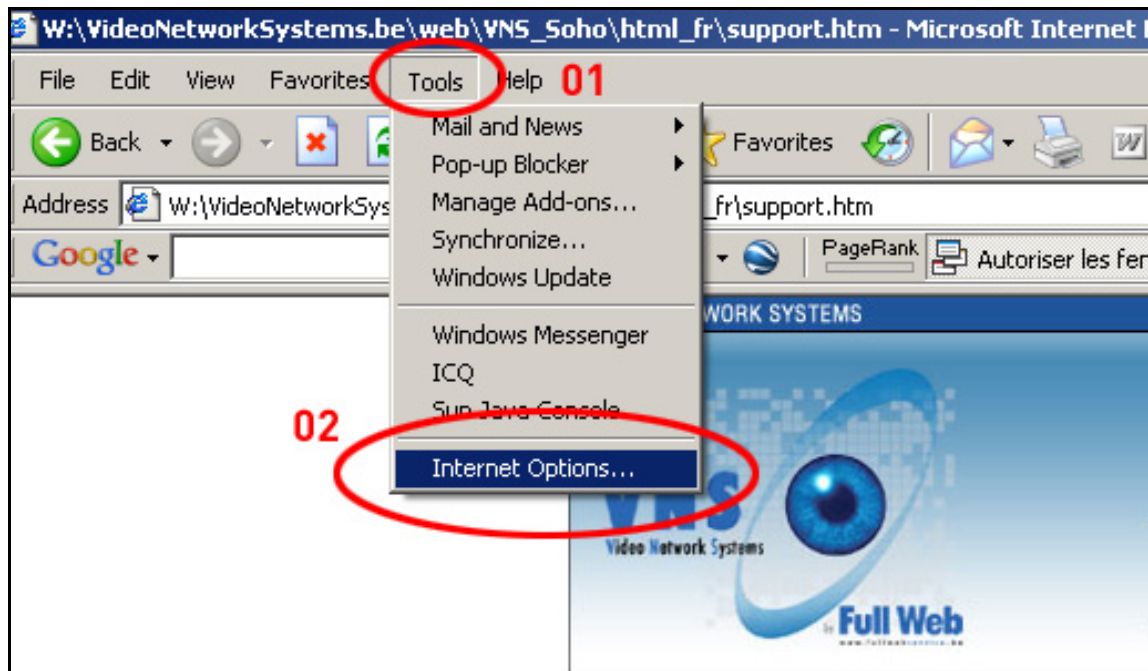 W:\VideoNetworkSystems.be\web\VNS_Soho\html_fr\support.htm - Microsoft Internet
File Edit View Favorites Tools Help 01
Back Favorites
Mail and News
Pop-up Blocker
Manage Add-ons...
Address W:\VideoNetworkSys _fr\support.htm
Synchronize...
Google PageRank Autoriser les fen
Windows Update
WORK SYSTEMS
Windows Messenger
ICQ
Sun Java Console
02
Internet Options...
VNS
Video Network Systems
by Full Web